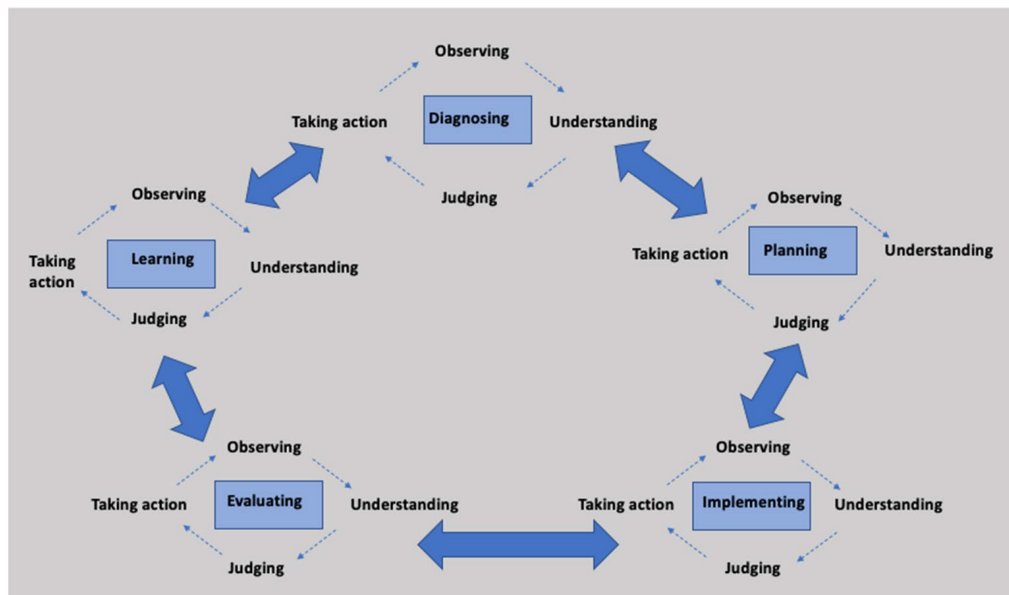 Observing
Taking action
Diagnosing
Understanding
Judging
Observing
Taking
action
Learning
Understanding
Judging
Observing
Taking action
Planning
Understanding
Judging
Observing
Taking action
Evaluating
Understanding
Judging
Observing
Taking action
Implementing
Understanding
Judging